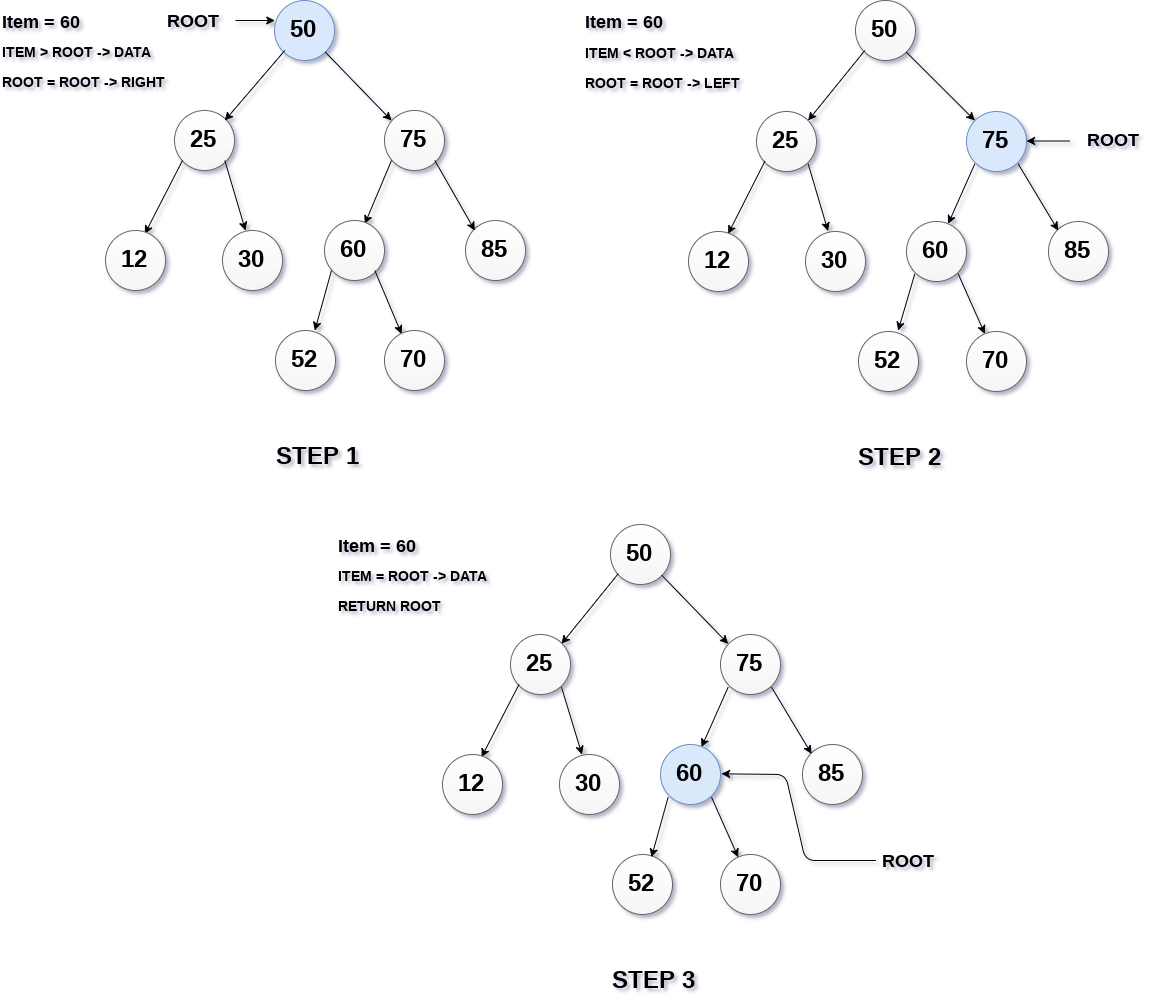 Item = 60
ITEM > ROOT -> DATA
ROOT = ROOT -> RIGHT
ROOT
50
25
75
12
30
60
85
52
70
STEP 1
Item = 60
ITEM < ROOT -> DATA
ROOT = ROOT -> LEFT
50
25
75
ROOT
12
30
60
85
52
70
STEP 2
Item = 60
ITEM = ROOT -> DATA
RETURN ROOT
50
25
75
12
30
60
85
ROOT
52
70
STEP 3